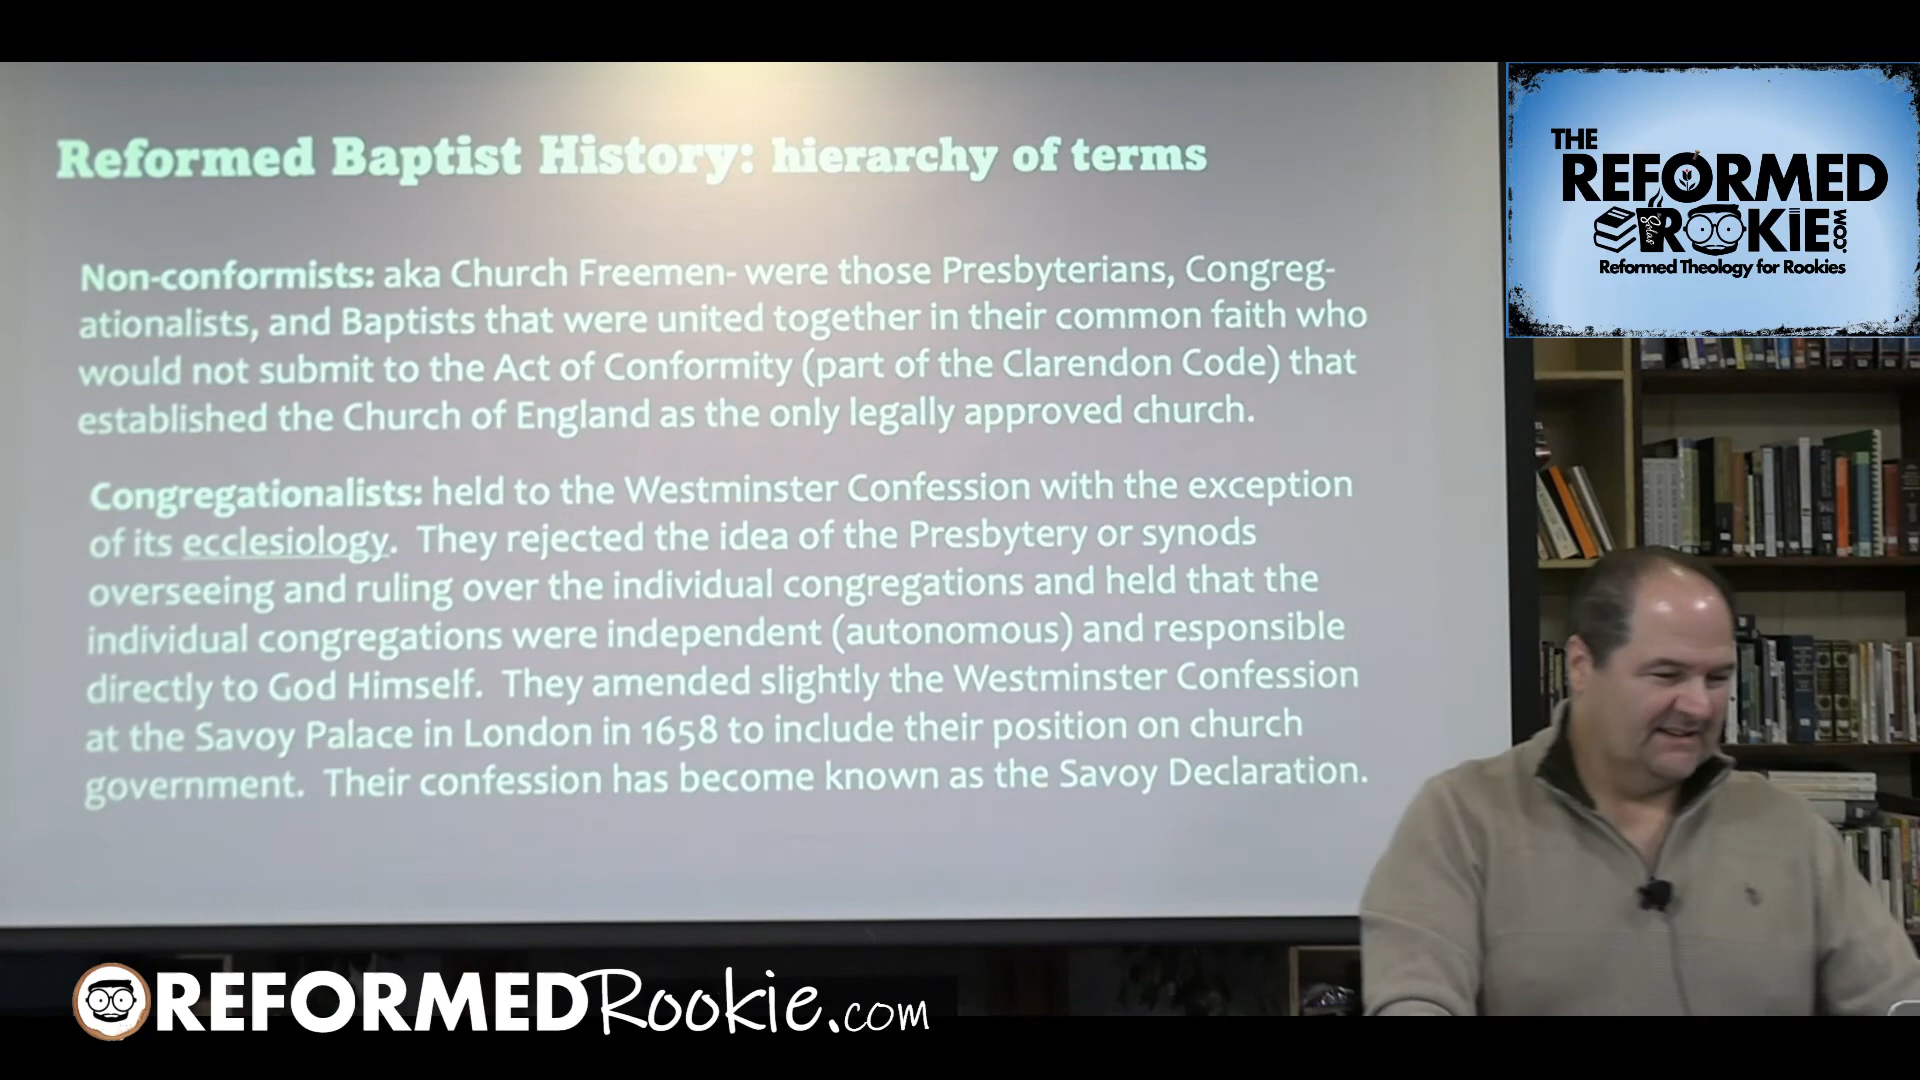 Reformed Baptist History: hierarchy of terms
Non-conformists: aka Church Freemen- were those Presbyterians, Congreg-
ationalists, and Baptists that were united together in their common faith who
would not submit to the Act of Conformity (part of the Clarendon Code) that
established the Church of England as the only legally approved church.
Congregationalists: held to the Westminster Confession with the exception
of its ecclesiology. They rejected the idea of the Presbytery or synods
overseeing and ruling over the individual congregations and held that the
individual congregations were independent (autonomous) and responsible
directly to God Himself. They amended slightly the Westminster Confession
at the Savoy Palace in London in 1658 to include their position on church
government. Their confession has become known as the Savoy Declaration.
THE
REFORMED
ROOKIE
.COM
5 Solas
Reformed Theology for Rookies
REFORMEDRookie.com